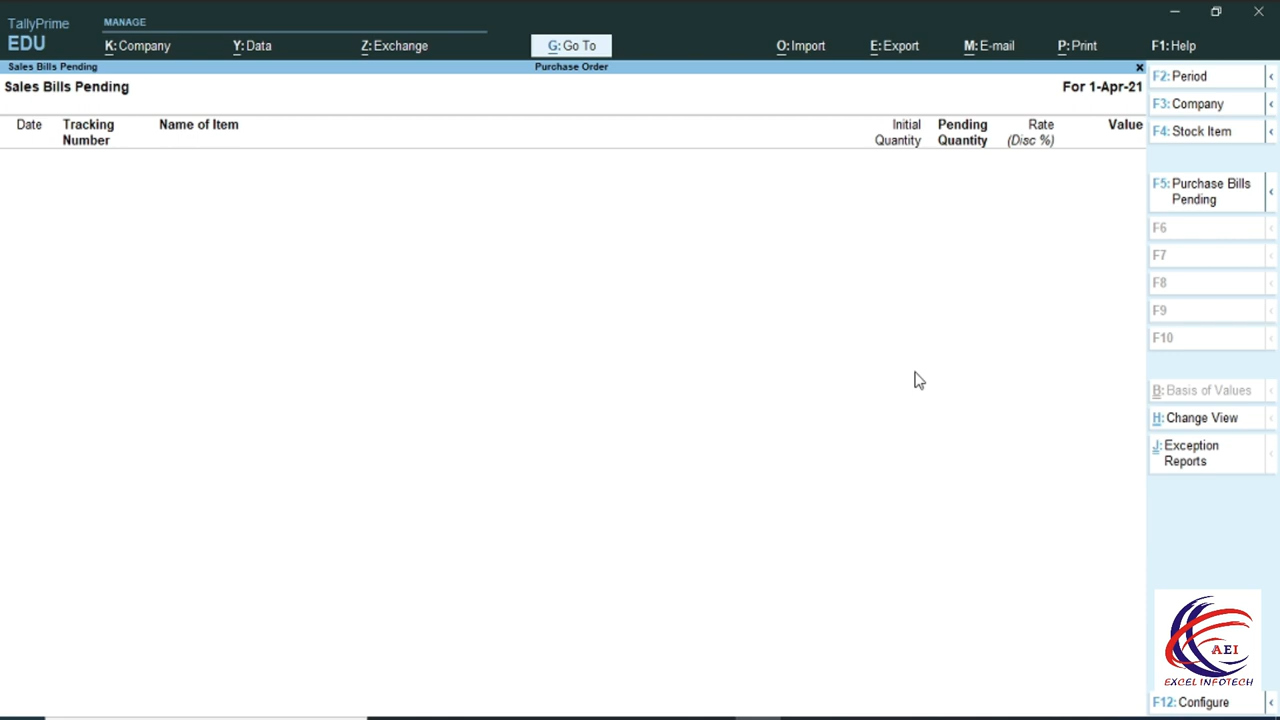 TallyPrime
EDU
MANAGE
K: Company
Y: Data
Z: Exchange
G: Go To
O: Import
E: Export
M: E-mail
P: Print
F1: Help
Sales Bills Pending
Purchase Order
x
Sales Bills Pending
For 1-Apr-21
Date
Tracking
Number
Name of Item
Initial
Quantity
Pending
Quantity
Rate
(Disc %)
Value
F2: Period
F3: Company
F4: Stock Item
F5: Purchase Bills
Pending
F6
F7
F8
F9
F10
B: Basis of Values
H: Change View
J: Exception
Reports
AEI
EXCEL INFOTECH
F12: Configure